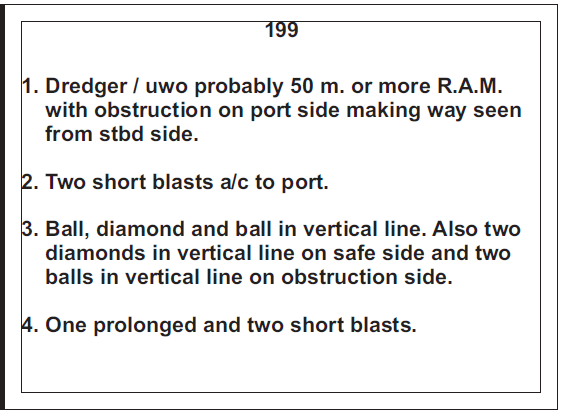 199
1. Dredger / uwo probably 50 m. or more R.A.M.
with obstruction on port side making way seen
from stbd side.
2. Two short blasts a/c to port.
3. Ball, diamond and ball in vertical line. Also two
diamonds in vertical line on safe side and two
balls in vertical line on obstruction side.
4. One prolonged and two short blasts.